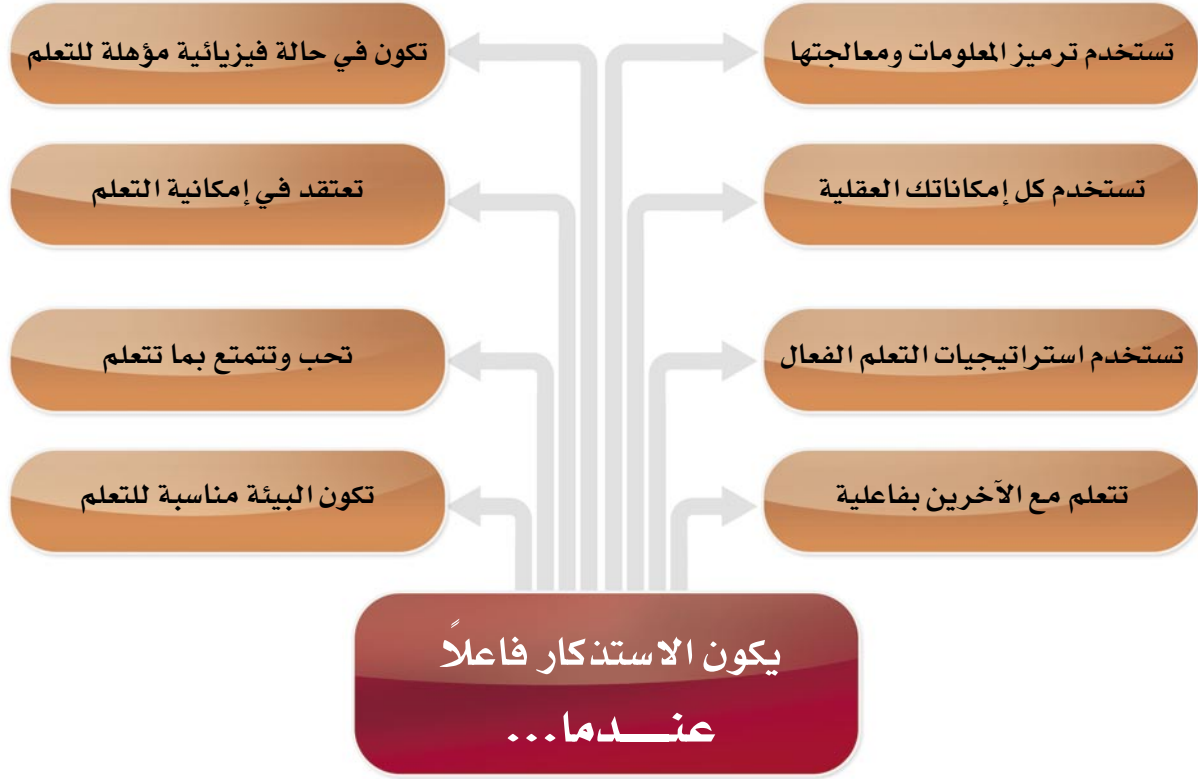 تستخدم ترميز المعلومات ومعالجتها
تكون في حالة فيزيائية مؤهلة للتعلم
تستخدم كل إمكاناتك العقلية
تعتقد في إمكانية التعلم
تستخدم استراتيجيات التعلم الفعال
تحب وتتمتع بما تتعلم
تتعلم مع الآخرين بفاعلية
تكون البيئة مناسبة للتعلم
يكون الاستذكار فاعلاً
عنــــدما...